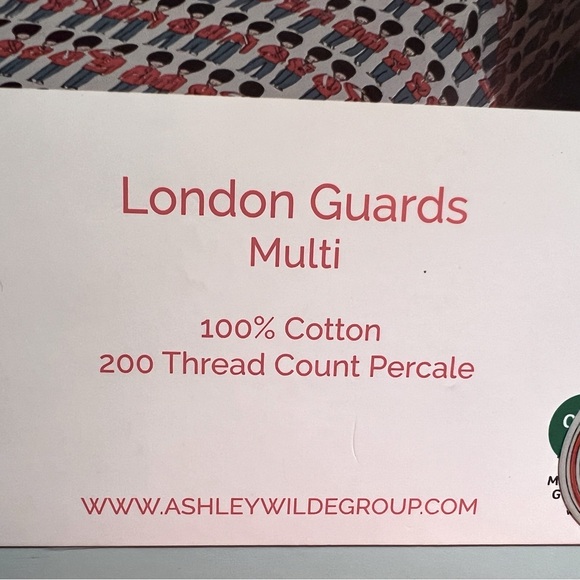 London Guards
Multi
100% Cotton
200 Thread Count Percale
WWW.ASHLEYWILDEGROUP.COM